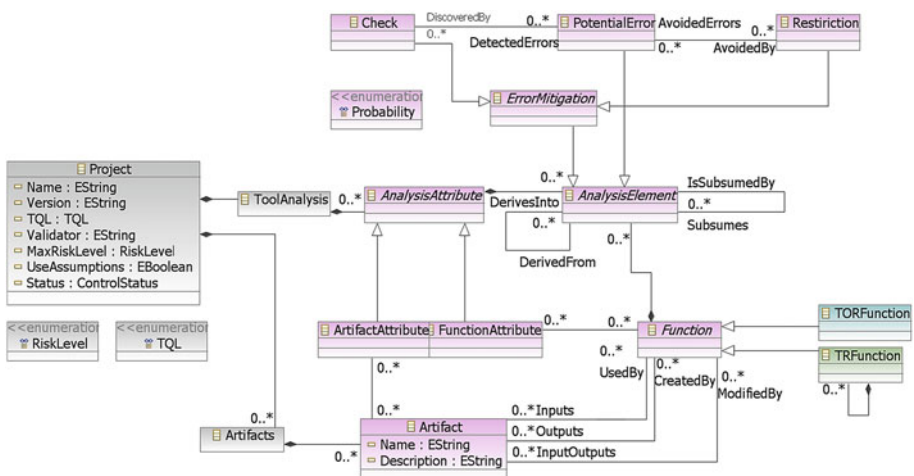 Check
DiscoveredBy
0..*
0..*
DetectedErrors
PotentialError
AvoidedErrors
0..*
0..*
AvoidedBy
Restiriction
<<enumeration
Probability
ErrorMitigation
Project
Name : EString
Version : EString
TQL : TQL
Validator : EString
MaxRiskLevel : RiskLevel
UseAssumptions : EBoolean
Status : ControlStatus
ToolAnalysis
0..*
AnalysisAttribute
0..*
DerivesInto
0..*
DerivedFrom
AnalysisElement
IsSubsumedBy
0..*
Subsumes
0..*
<<enumeration
RiskLevel
<<enumeration
TQL
ArtifactAttribute
FunctionAttribute
0..*
0..*
Function
TORFunction
TRFunction
0..*
0..*
0..*
UsedBy
0..*
CreatedBy
0..*
ModifiedBy
0..*
0..*
Artifacts
0..*
Artifact
Name : EString
Description : EString
0..*Inputs
0..*Outputs
0..*InputOutputs